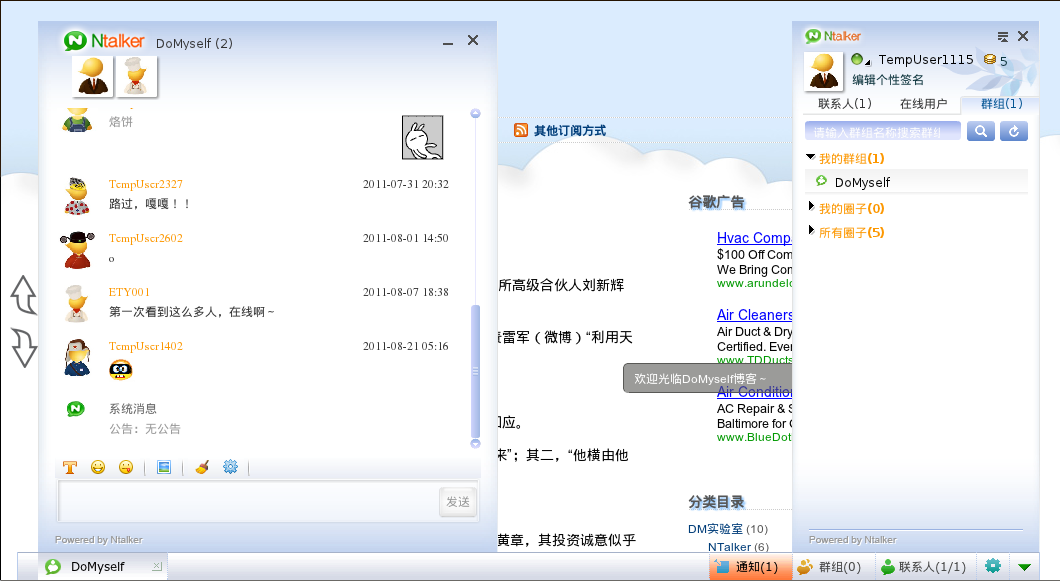 Ntalker DoMyself (2)
烙饼
TempUser2327 2011-07-31 20:32
路过，嘎嘎！！
TempUser2602 2011-08-01 14:50
o
ETY001 2011-08-07 18:38
第一次看到这么多人，在线啊～
TempUser1402 2011-08-21 05:16
系统消息
公告：无公告
发送
Powered by Ntalker
其他订阅方式
所高级合伙人刘新辉
雷军（微博）“利用天
应。
来”；其二，“他横由他
黄章，其投资诚意似乎
谷歌广告
Hvac Comp
$100 Off Com
We Bring Con
www.arundelc
Air Cleaners
Air Duct & Dry
Certified. Ever
www.TDDucts
欢迎光临DoMyself博客～
Air Condition
AC Repair & S
Baltimore for
www.BlueDot
分类目录
DM实验室 (10)
NTalker (6)
Ntalker
TempUser1115 5
编辑个性签名
联系人(1) 在线用户 群组(1)
请输入群组名称搜索群组
我的群组(1)
DoMyself
我的圈子(0)
所有圈子(5)
Powered by Ntalker
DoMyself
通知(1) 群组(0) 联系人(1/1)